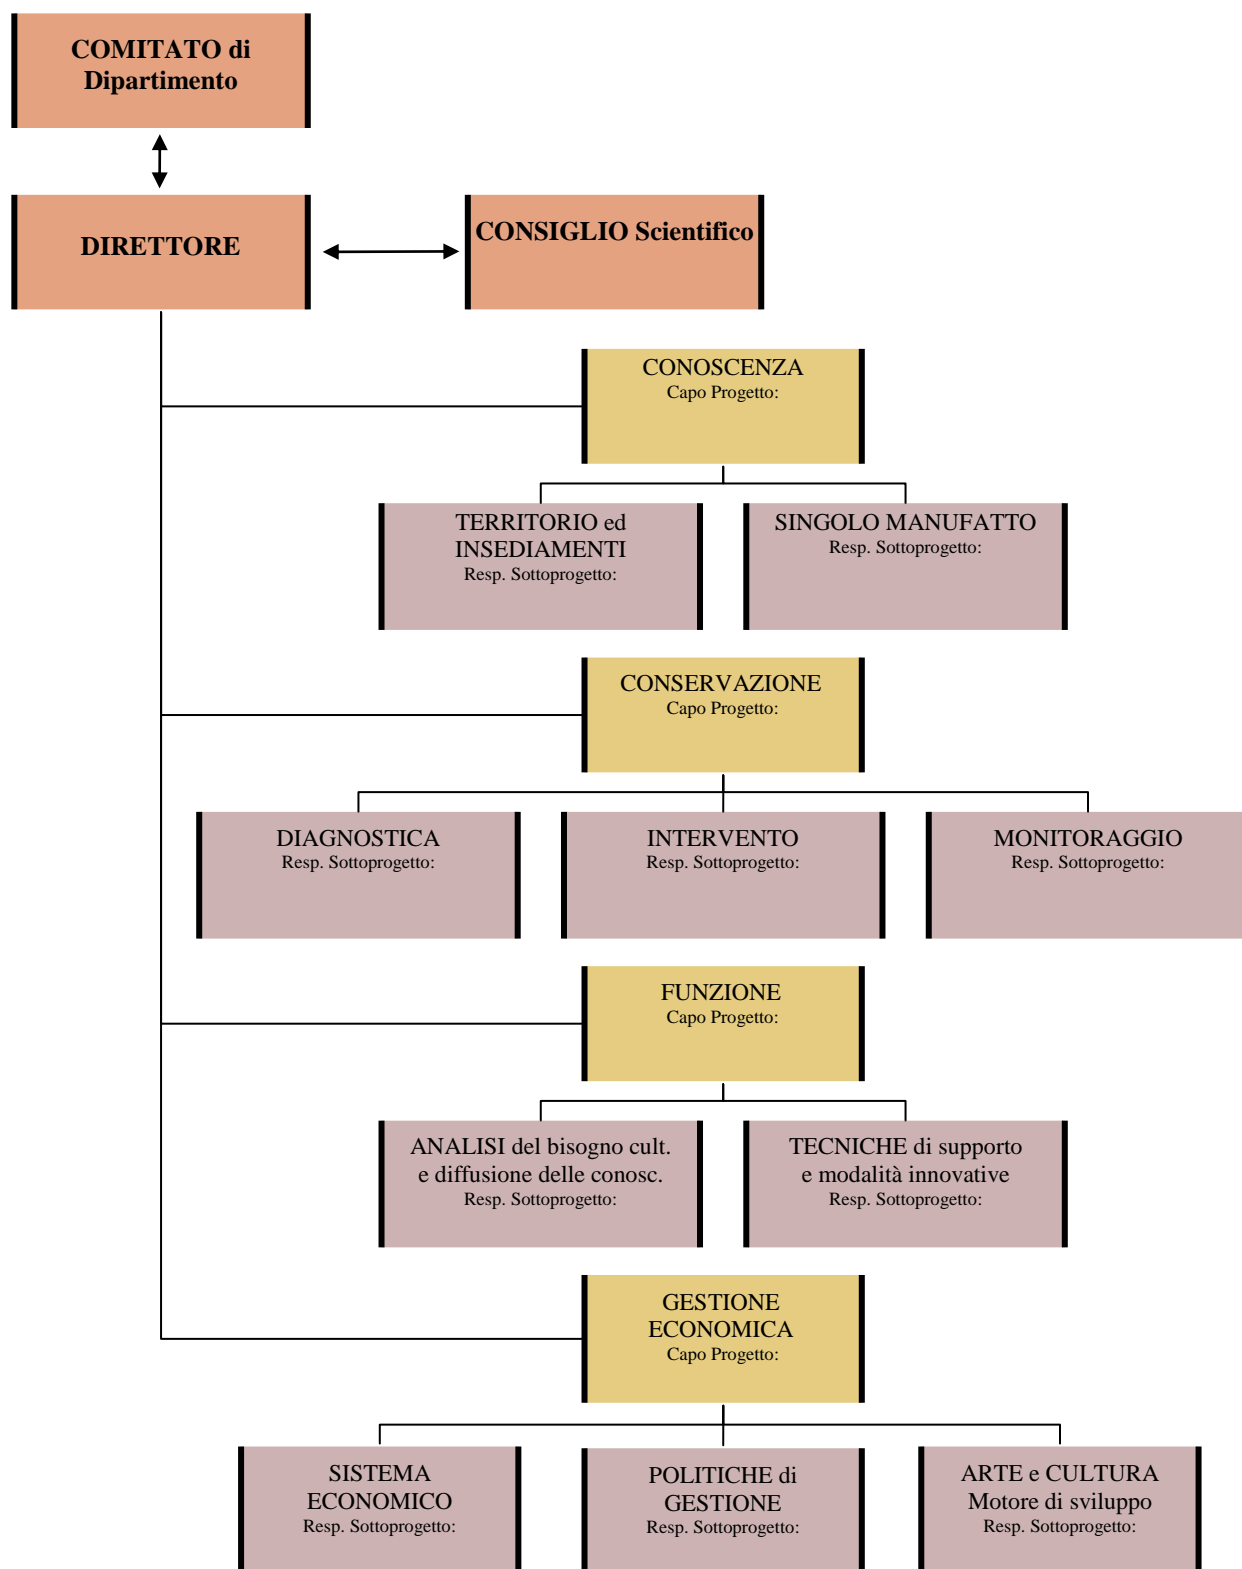 COMITATO di
Dipartimento
DIRETTORE
CONSIGLIO Scientifico
CONOSCENZA
Capo Progetto:
TERRITORIO ed
INSEDIAMENTI
Resp. Sottoprogetto:
SINGOLO MANUFATTO
Resp. Sottoprogetto:
CONSERVAZIONE
Capo Progetto:
DIAGNOSTICA
Resp. Sottoprogetto:
INTERVENTO
Resp. Sottoprogetto:
MONITORAGGIO
Resp. Sottoprogetto:
FUNZIONE
Capo Progetto:
ANALISI del bisogno cult.
e diffusione delle conosc.
Resp. Sottoprogetto:
TECNICHE di supporto
e modalità innovative
Resp. Sottoprogetto:
GESTIONE
ECONOMICA
Capo Progetto:
SISTEMA
ECONOMICO
Resp. Sottoprogetto:
POLITICHE di
GESTIONE
Resp. Sottoprogetto:
ARTE e CULTURA
Motore di sviluppo
Resp. Sottoprogetto: